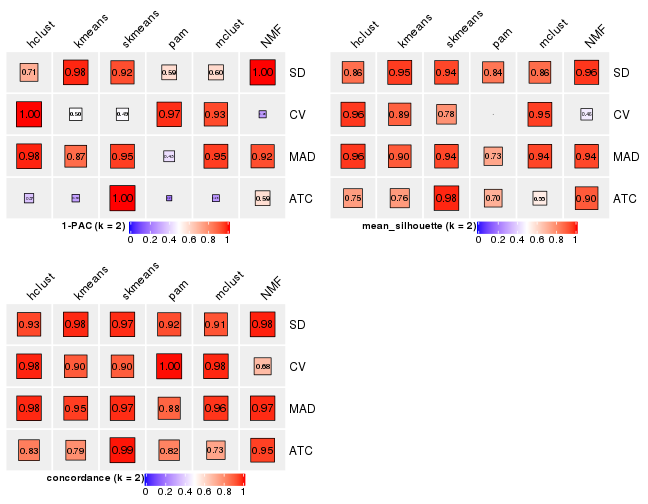 hclust kmeans skmeans pam mclust NMF
0.71 0.98 0.92 0.59 0.60 1.00 SD
1.00 0.50 0.49 0.97 0.93 CV
0.98 0.87 0.95 0.43 0.95 0.92 MAD
1.00 0.59 ATC
1-PAC (k = 2)
0 0.2 0.4 0.6 0.8 1
hclust kmeans skmeans pam mclust NMF
0.86 0.95 0.94 0.84 0.86 0.96 SD
0.96 0.89 0.78 0.95 CV
0.96 0.90 0.94 0.73 0.94 0.94 MAD
0.75 0.76 0.98 0.70 0.55 0.90 ATC
mean_silhouette (k = 2)
0 0.2 0.4 0.6 0.8 1
hclust kmeans skmeans pam mclust NMF
0.93 0.98 0.97 0.92 0.91 0.98 SD
0.98 0.90 0.90 1.00 0.98 0.68 CV
0.98 0.95 0.97 0.88 0.96 0.97 MAD
0.83 0.79 0.99 0.82 0.73 0.95 ATC
concordance (k = 2)
0 0.2 0.4 0.6 0.8 1